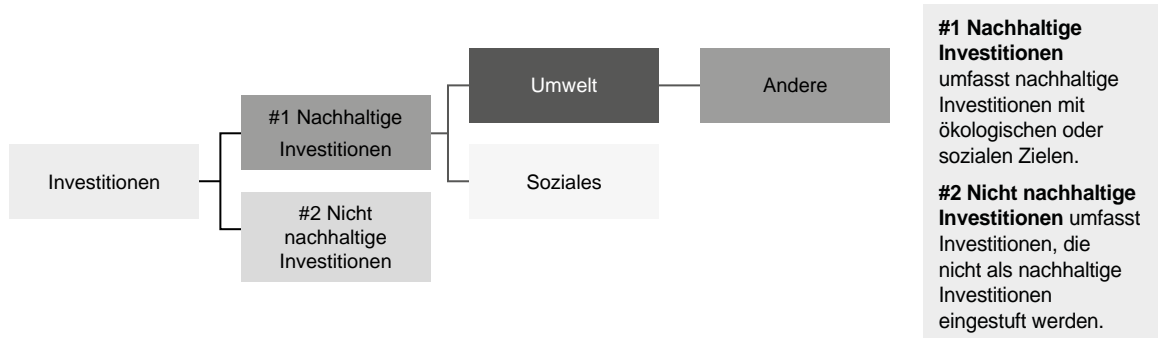 Investitionen
#1 Nachhaltige
Investitionen
#2 Nicht
nachhaltige
Investitionen
Umwelt
Soziales
Andere
#1 Nachhaltige
Investitionen
umfasst nachhaltige
Investitionen mit
ökologischen oder
sozialen Zielen.
#2 Nicht nachhaltige
Investitionen umfasst
Investitionen, die
nicht als nachhaltige
Investitionen
eingestuft werden.